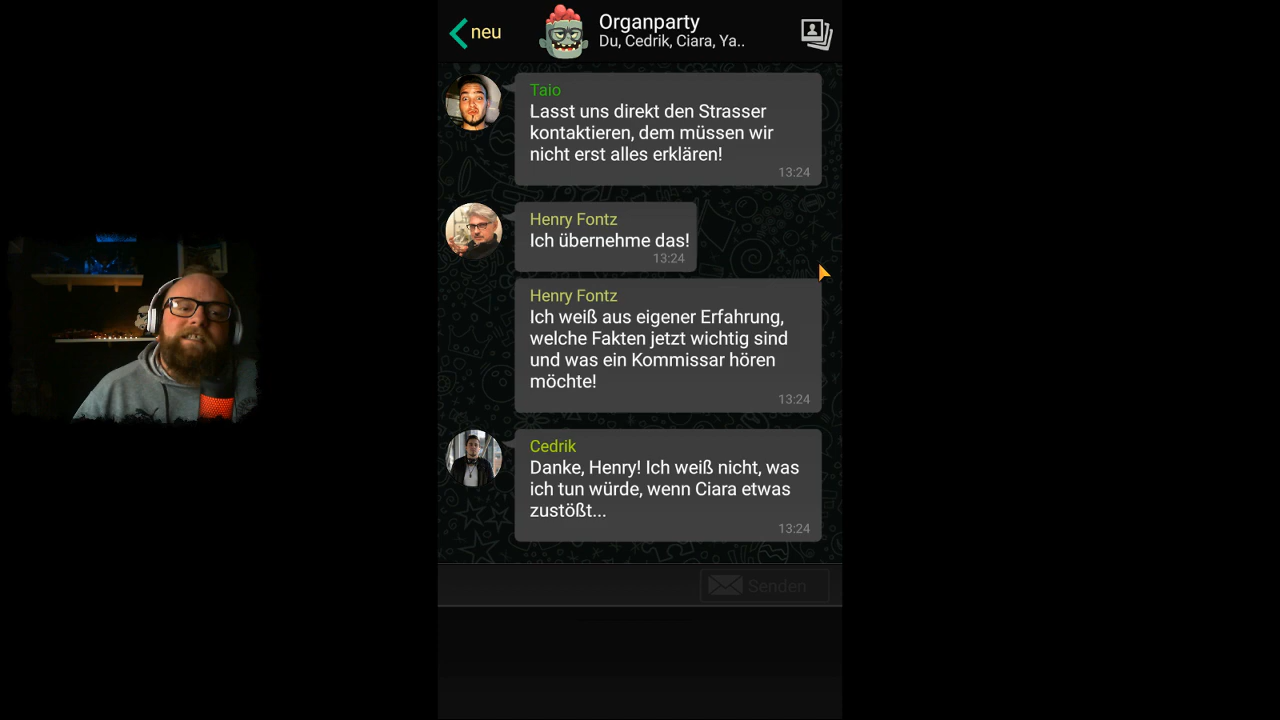 neu
Organparty
Du, Cedrik, Ciara, Ya..
Taio
Lasst uns direkt den Strasser
kontaktieren, dem müssen wir
nicht erst alles erklären!
13:24
Henry Fontz
Ich übernehme das!
13:24
Henry Fontz
Ich weiß aus eigener Erfahrung,
welche Fakten jetzt wichtig sind
und was ein Kommissar hören
möchte!
13:24
Cedrik
Danke, Henry! Ich weiß nicht, was
ich tun würde, wenn Ciara etwas
zustößt...
13:24
Senden